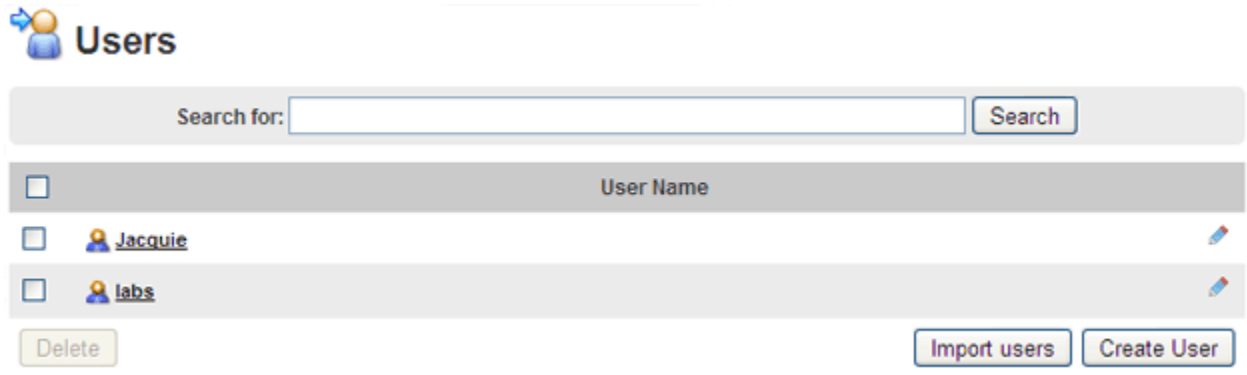 Users
Search for: Search
User Name
Jacquie
labs
Delete Import users Create User